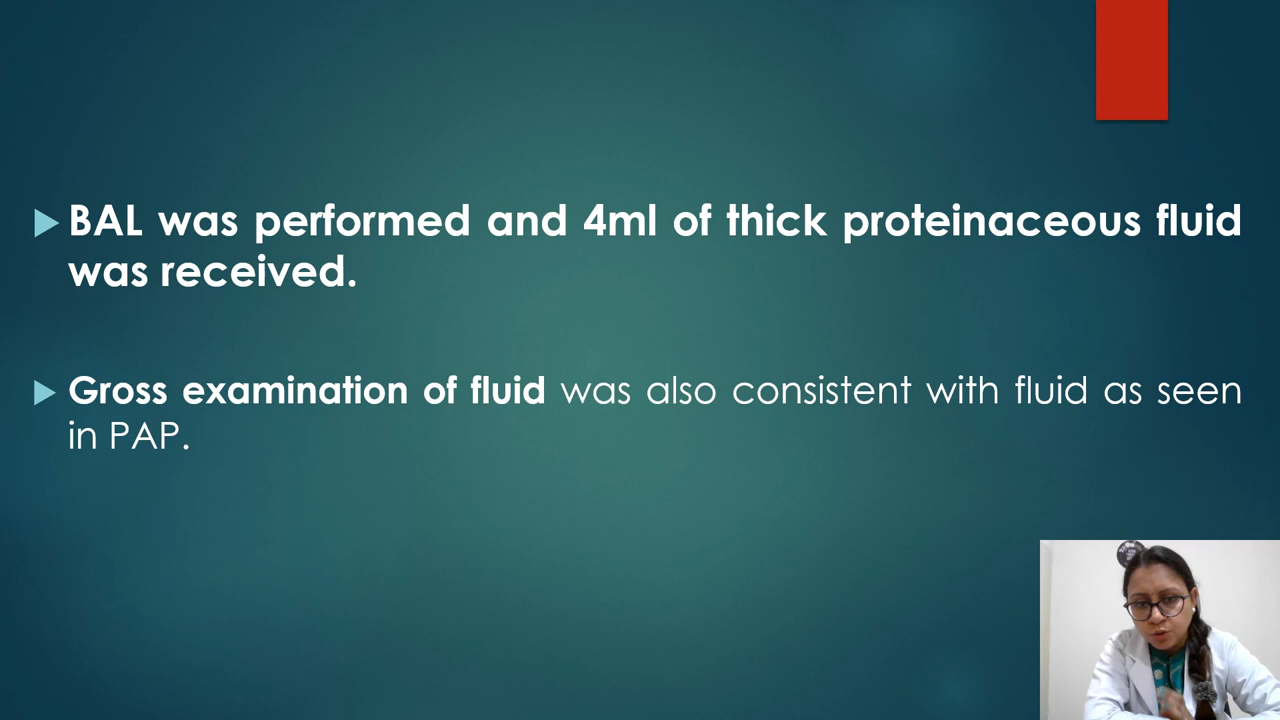 BAL was performed and 4ml of thick proteinaceous fluid
was received.
Gross examination of fluid was also consistent with fluid as seen
in PAP.